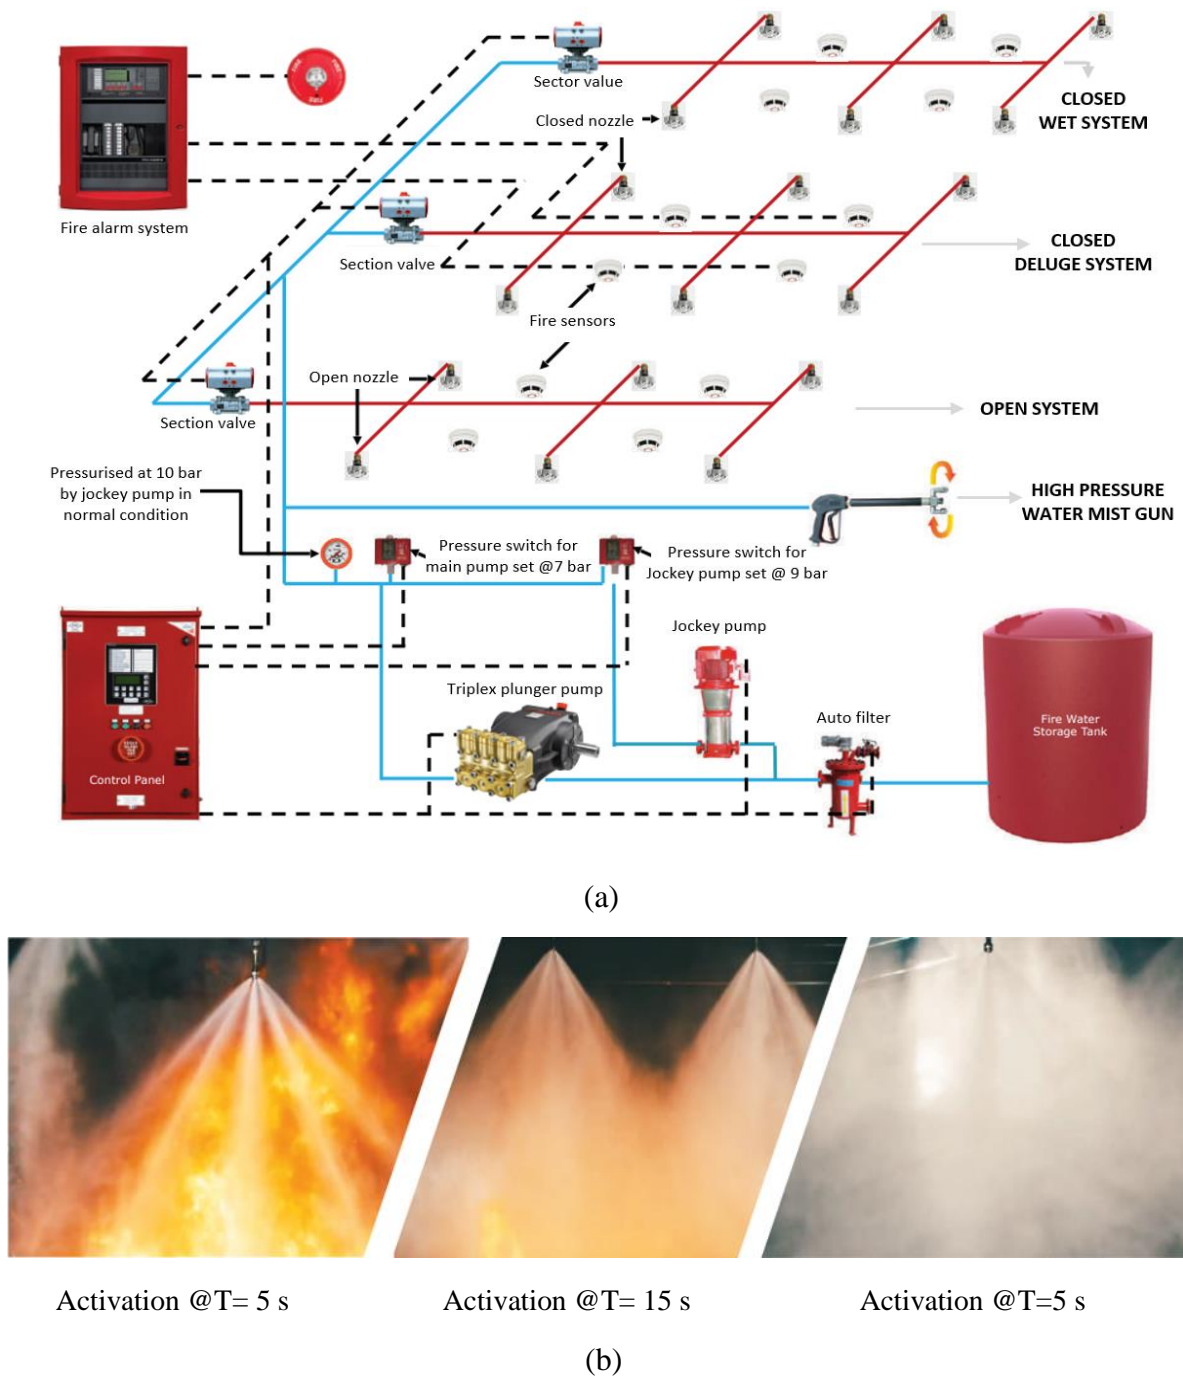 Sector value
Closed nozzle
CLOSED
WET SYSTEM
Fire alarm system
Section valve
CLOSED
DELUGE SYSTEM
Fire sensors
Open nozzle
Section valve
OPEN SYSTEM
Pressurised at 10 bar
by jockey pump in
normal condition
HIGH PRESSURE
WATER MIST GUN
Pressure switch for
main pump set @7 bar
Pressure switch for
Jockey pump set @ 9 bar
Jockey pump
Triplex plunger pump
Auto filter
Fire Water
Storage Tank
Control Panel
(a)
Activation @T= 5 s
Activation @T= 15 s
Activation @T=5 s
(b)